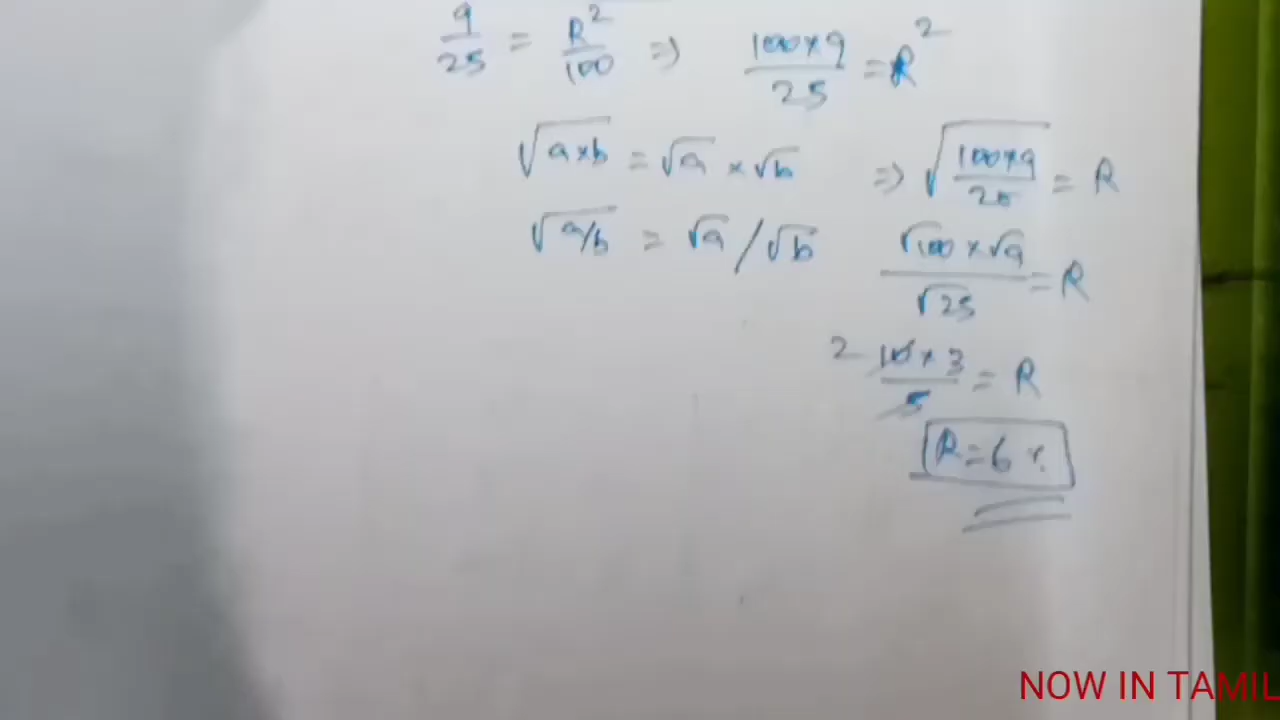 9/25 = R²/100 => 100×9/25 = R²
√a×b = √a × √b => √100×9/25 = R
√a/b = √a / √b √100 × √9/√25 = R
2 10 × 3/5 = R
R = 6 %
NOW IN TAMIL